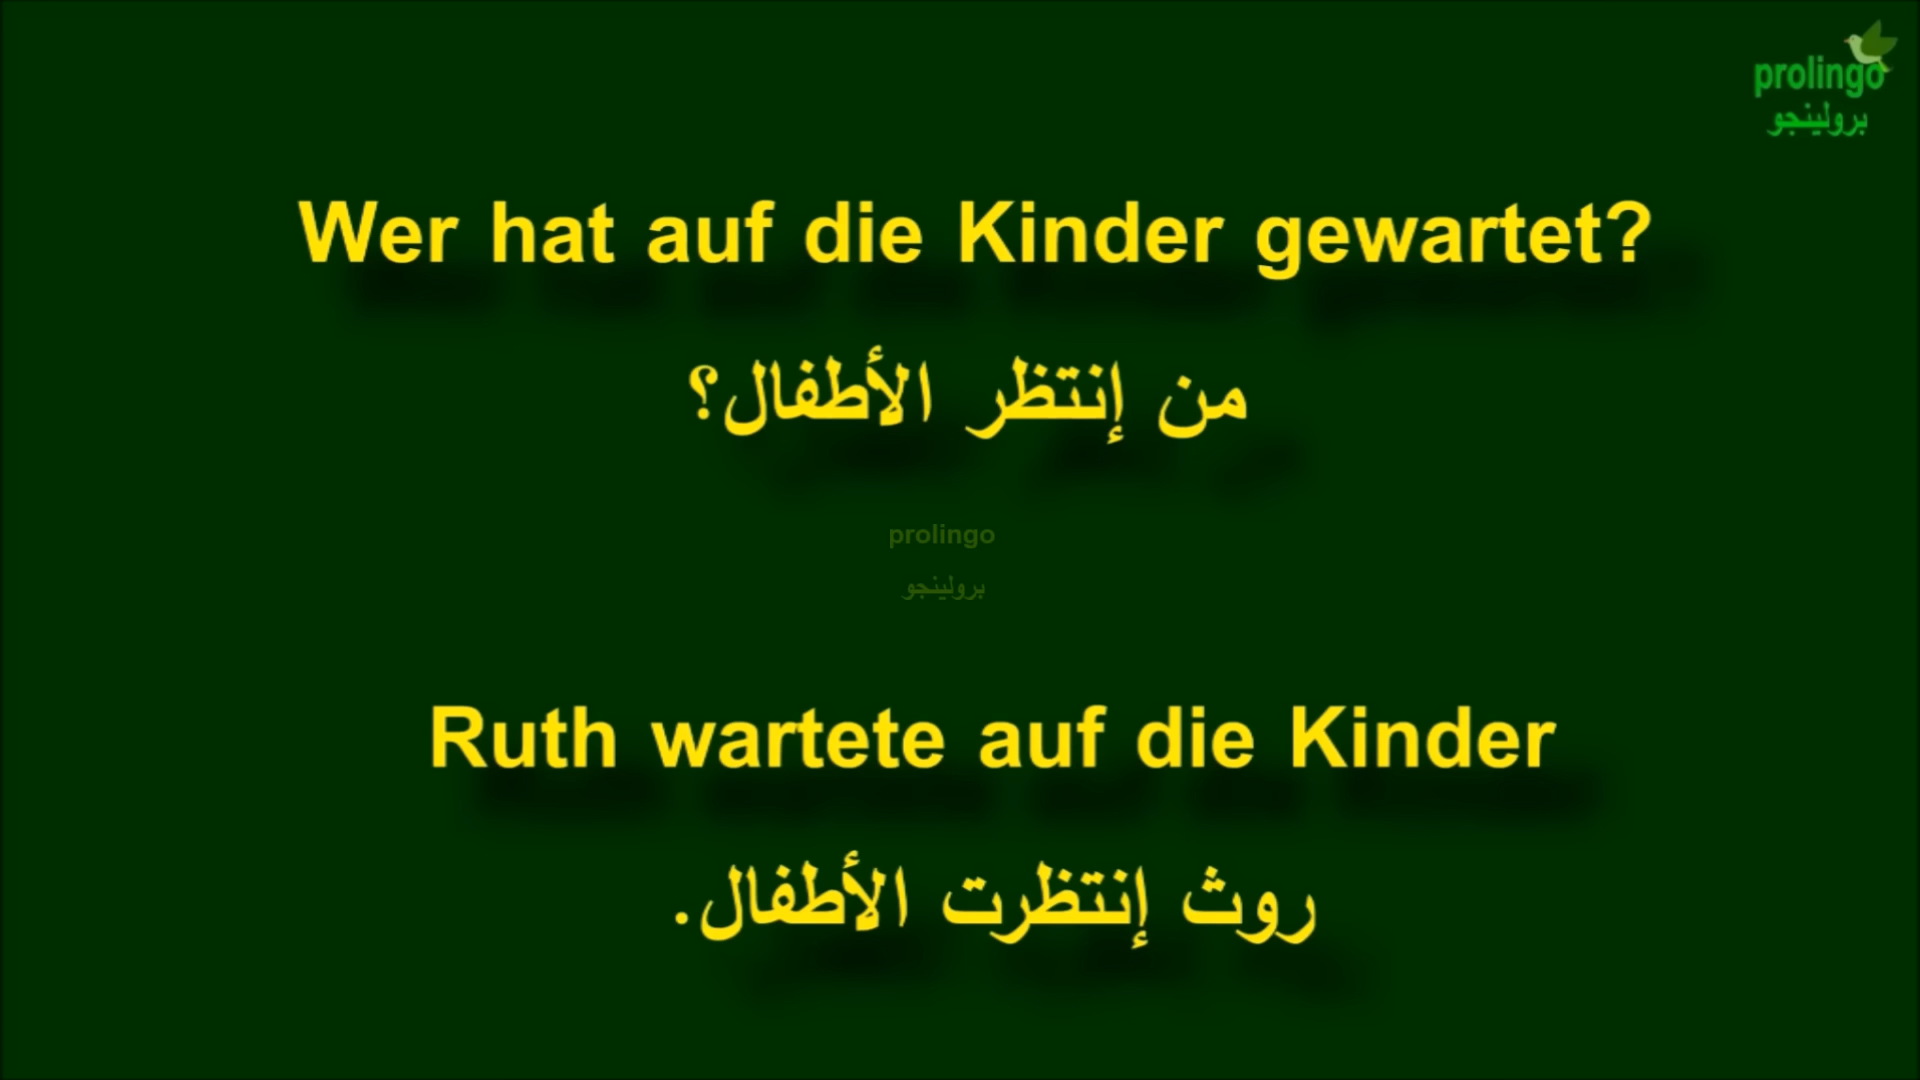 prolingo
برولينجو
Wer hat auf die Kinder gewartet?
من إنتظر الأطفال؟
prolingo
برولينجو
Ruth wartete auf die Kinder
روث إنتظرت الأطفال.